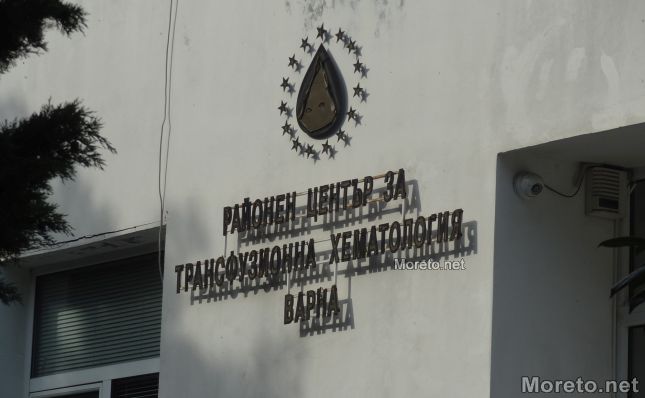 РАЙОНЕН ЦЕНТЪР ЗА
ТРАНСФУЗИОННА ХЕМАТОЛОГИЯ
ВАРНА
Moreto.net
Moreto.net